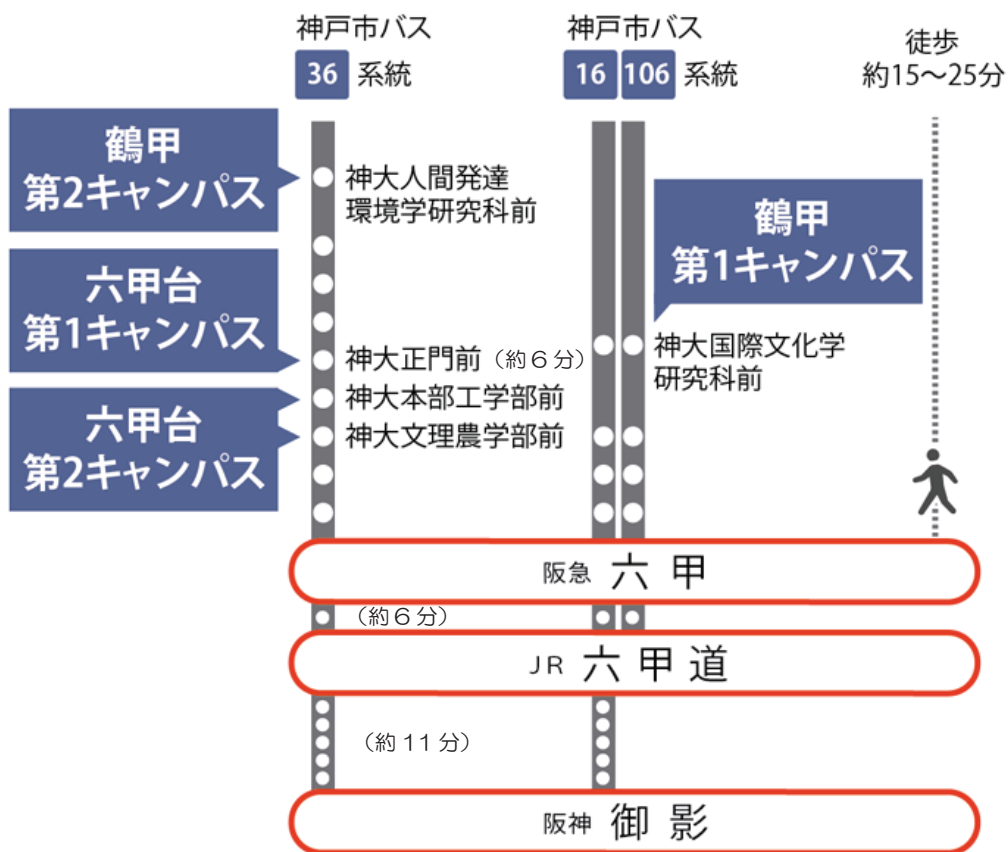 神戸市バス
36 系統
神戸市バス
16 106 系統
徒歩
約15〜25分
鶴甲
第2キャンパス
神大人間発達
環境学研究科前
鶴甲
第1キャンパス
六甲台
第1キャンパス
神大正門前（約6分）
神大国際文化学
研究科前
神大本部工学部前
六甲台
第2キャンパス
神大文理農学部前
阪急 六甲
（約6分）
JR 六甲道
（約11分）
阪神 御影